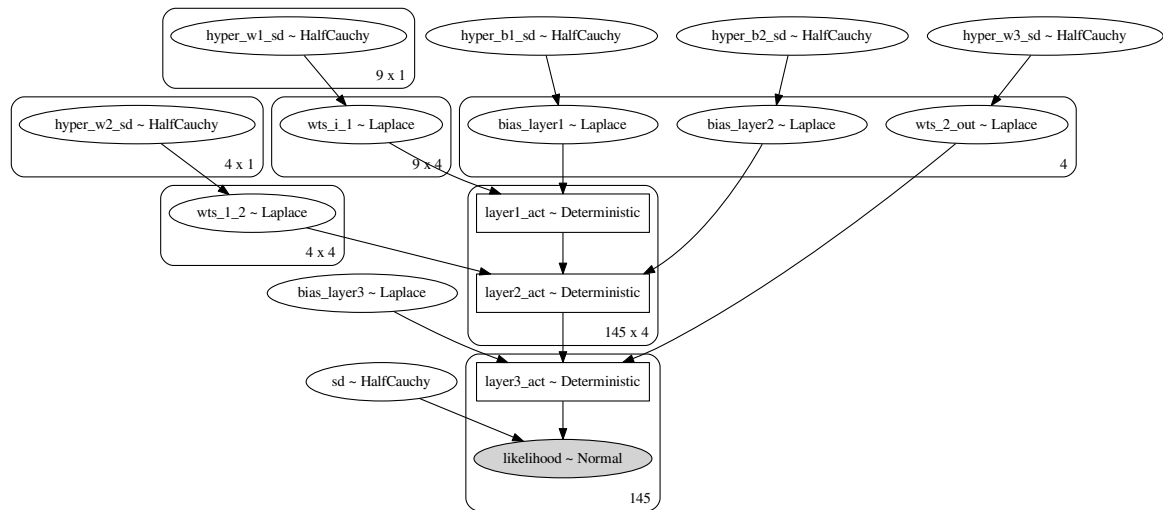 hyper_w1_sd ~ HalfCauchy
hyper_b1_sd ~ HalfCauchy
hyper_b2_sd ~ HalfCauchy
hyper_w3_sd ~ HalfCauchy
9 x 1
hyper_w2_sd ~ HalfCauchy
wts_i_1 ~ Laplace
bias_layer1 ~ Laplace
bias_layer2 ~ Laplace
wts_2_out ~ Laplace
4 x 1
9 x 4
4
wts_1_2 ~ Laplace
layer1_act ~ Deterministic
4 x 4
bias_layer3 ~ Laplace
layer2_act ~ Deterministic
145 x 4
sd ~ HalfCauchy
layer3_act ~ Deterministic
likelihood ~ Normal
145